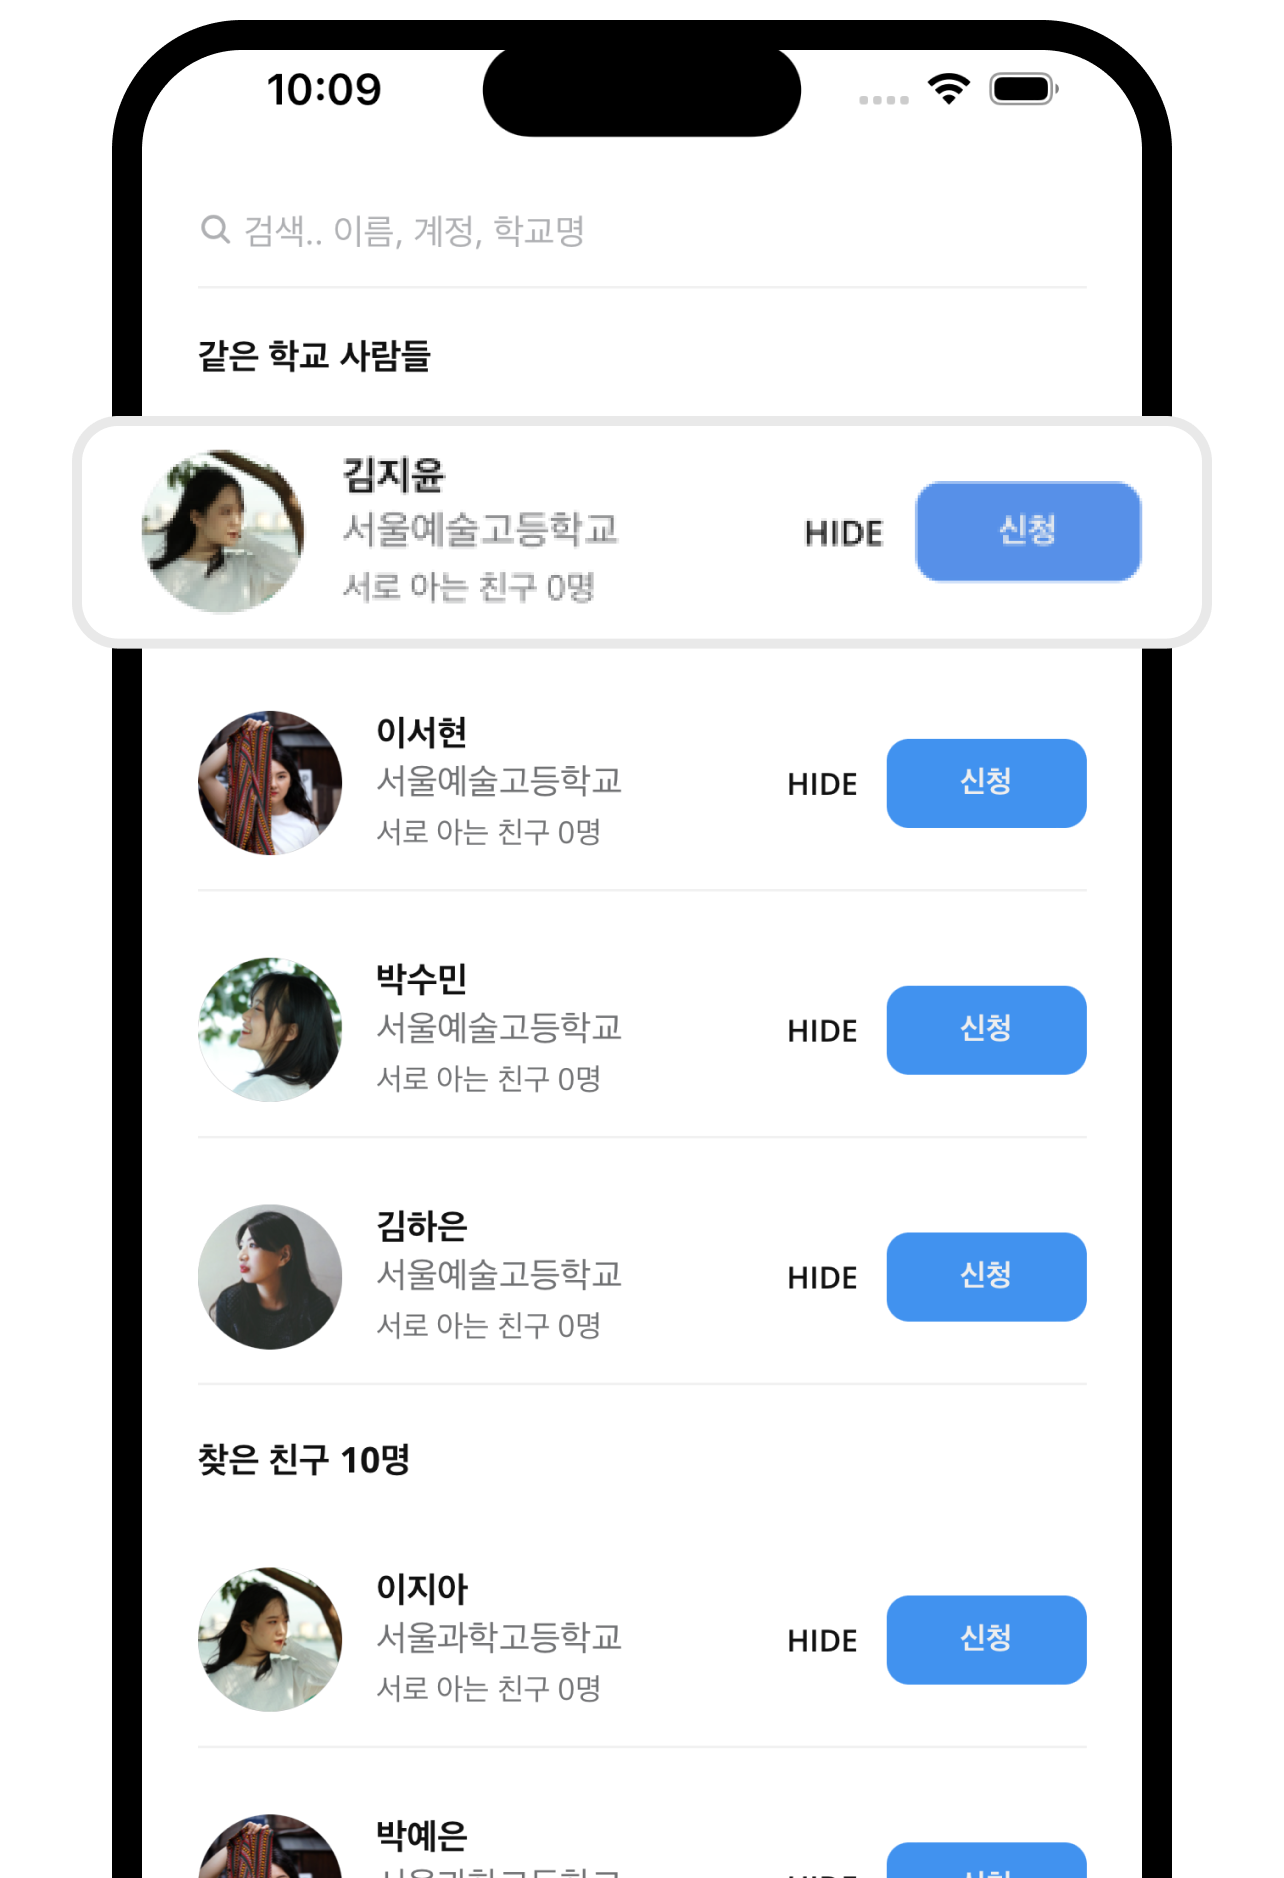 10:09
검색.. 이름, 계정, 학교명
같은 학교 사람들
김지윤
서울예술고등학교
서로 아는 친구 0명
HIDE
신청
이서현
서울예술고등학교
서로 아는 친구 0명
HIDE
신청
박수민
서울예술고등학교
서로 아는 친구 0명
HIDE
신청
김하은
서울예술고등학교
서로 아는 친구 0명
HIDE
신청
찾은 친구 10명
이지아
서울과학고등학교
서로 아는 친구 0명
HIDE
신청
박예은